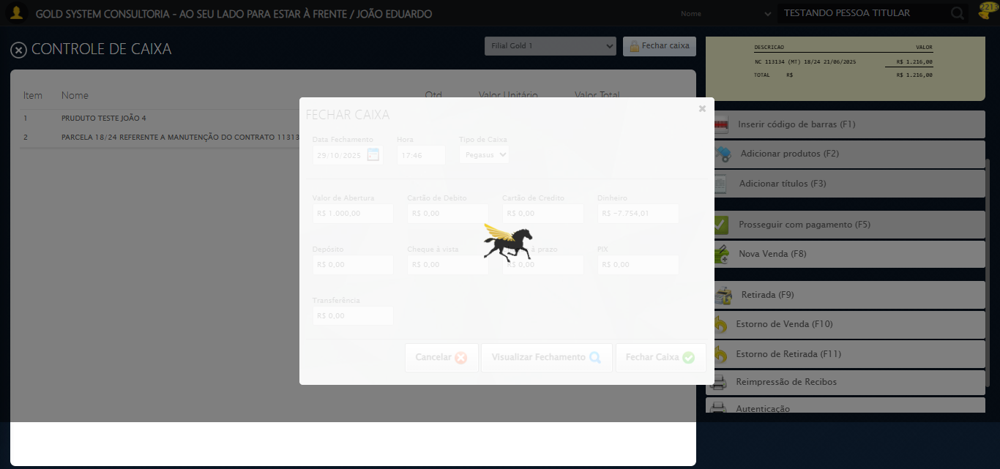 GOLD SYSTEM CONSULTORIA - AO SEU LADO PARA ESTAR À FRENTE / JOÃO EDUARDO
Nome
TESTANDO PESSOA TITULAR
2213
CONTROLE DE CAIXA
Filial Gold 1
Fechar caixa
DESCRICAO VALOR
NC 113134 (MT) 18/24 21/06/2025 R$ 1.216,00
TOTAL R$ R$ 1.216,00
Item Nome Qtd Valor Unitário Valor Total
1 PRUDUTO TESTE JOÃO 4
2 PARCELA 18/24 REFERENTE A MANUTENÇÃO DO CONTRATO 11313
FECHAR CAIXA
Data Fechamento Hora Tipo de Caixa
29/10/2025 17:46 Pegasus
Valor de Abertura Cartão de Debito Cartão de Credito Dinheiro
R$ 1.000,00 R$ 0,00 R$ 0,00 R$ -7.754,01
Depósito Cheque á vista á prazo PIX
R$ 0,00 R$ 0,00 R$ 0,00 R$ 0,00
Transferência
R$ 0,00
Cancelar Visualizar Fechamento Fechar Caixa
Inserir código de barras (F1)
Adicionar produtos (F2)
Adicionar títulos (F3)
Prosseguir com pagamento (F5)
Nova Venda (F8)
Retirada (F9)
Estorno de Venda (F10)
Estorno de Retirada (F11)
Reimpressão de Recibos
Autenticação